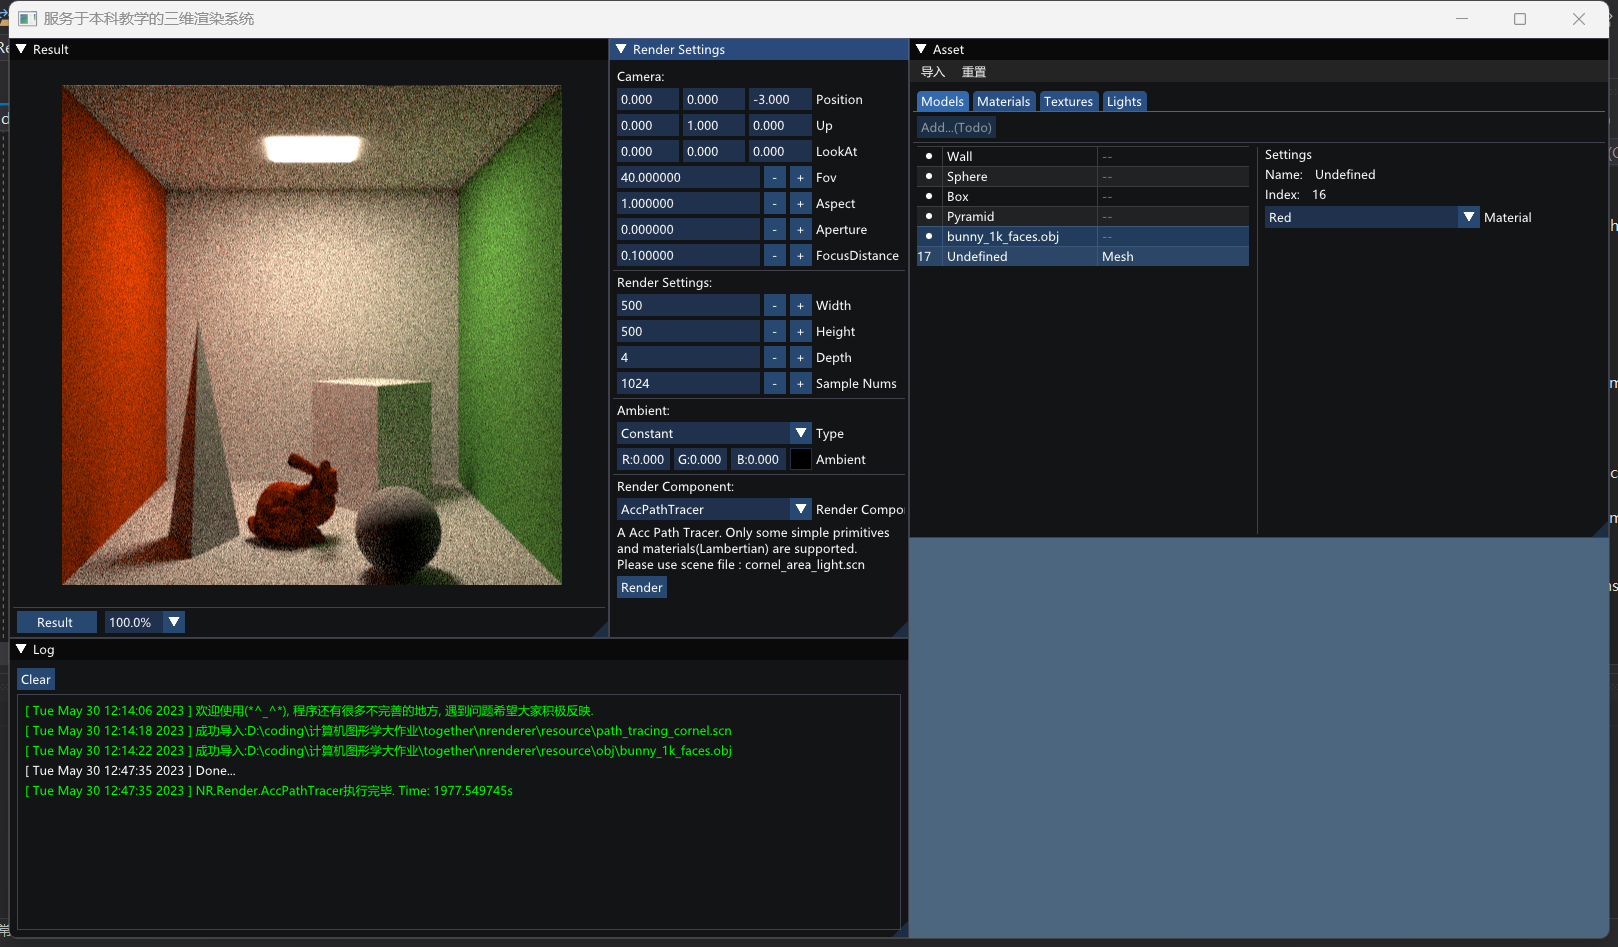 服务于本科教学的三维渲染系统
Result
Result
100.0%
Render Settings
Camera:
0.000 0.000 -3.000 Position
0.000 1.000 0.000 Up
0.000 0.000 0.000 LookAt
40.000000 - + Fov
1.000000 - + Aspect
0.000000 - + Aperture
0.100000 - + FocusDistance
Render Settings:
500 - + Width
500 - + Height
4 - + Depth
1024 - + Sample Nums
Ambient:
Constant Type
R:0.000 G:0.000 B:0.000 Ambient
Render Component:
AccPathTracer Render Compo
A Acc Path Tracer. Only some simple primitives
and materials(Lambertian) are supported.
Please use scene file : cornel_area_light.scn
Render
Asset
导入 重置
Models Materials Textures Lights
Add...(Todo)
Wall --
Sphere --
Box --
Pyramid --
bunny_1k_faces.obj --
17 Undefined Mesh
Settings
Name: Undefined
Index: 16
Red Material
Log
Clear
[ Tue May 30 12:14:06 2023 ] 欢迎使用(*^_^*), 程序还有很多不完善的地方, 遇到问题希望大家积极反映.
[ Tue May 30 12:14:18 2023 ] 成功导入:D:\coding\计算机图形学大作业\together\nrenderer\resource\path_tracing_cornel.scn
[ Tue May 30 12:14:22 2023 ] 成功导入:D:\coding\计算机图形学大作业\together\nrenderer\resource\obj\bunny_1k_faces.obj
[ Tue May 30 12:47:35 2023 ] Done...
[ Tue May 30 12:47:35 2023 ] NR.Render.AccPathTracer执行完毕. Time: 1977.549745s